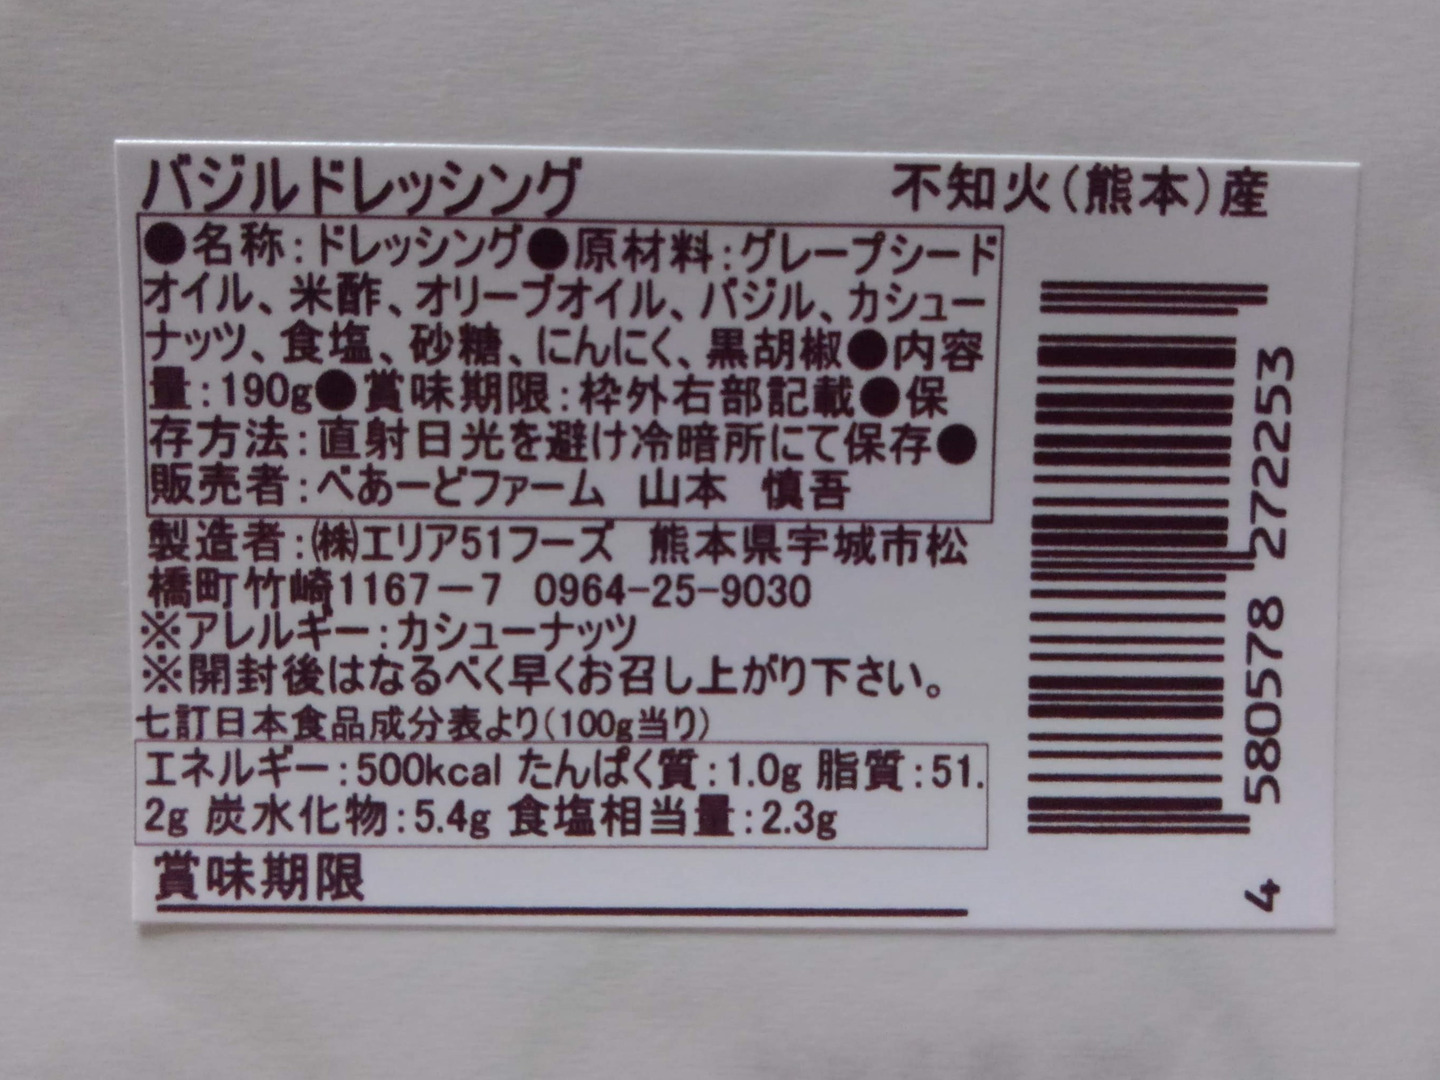 バジルドレッシング 不知火(熊本)産
●名称:ドレッシング●原材料:グレープシード
オイル、米酢、オリーブオイル、バジル、カシュー
ナッツ、食塩、砂糖、にんにく、黒胡椒●内容
量:190g●賞味期限:枠外右部記載●保
存方法:直射日光を避け冷暗所にて保存●
販売者:べあーどファーム 山本 慎吾
製造者:㈱エリア51フーズ 熊本県宇城市松
橋町竹崎1167ー7 0964-25-9030
※アレルギー:カシューナッツ
※開封後はなるべく早くお召し上がり下さい。
七訂日本食品成分表より(100g当り)
エネルギー:500kcal たんぱく質:1.0g 脂質:51.
2g 炭水化物:5.4g 食塩相当量:2.3g
賞味期限
4 580578 272253